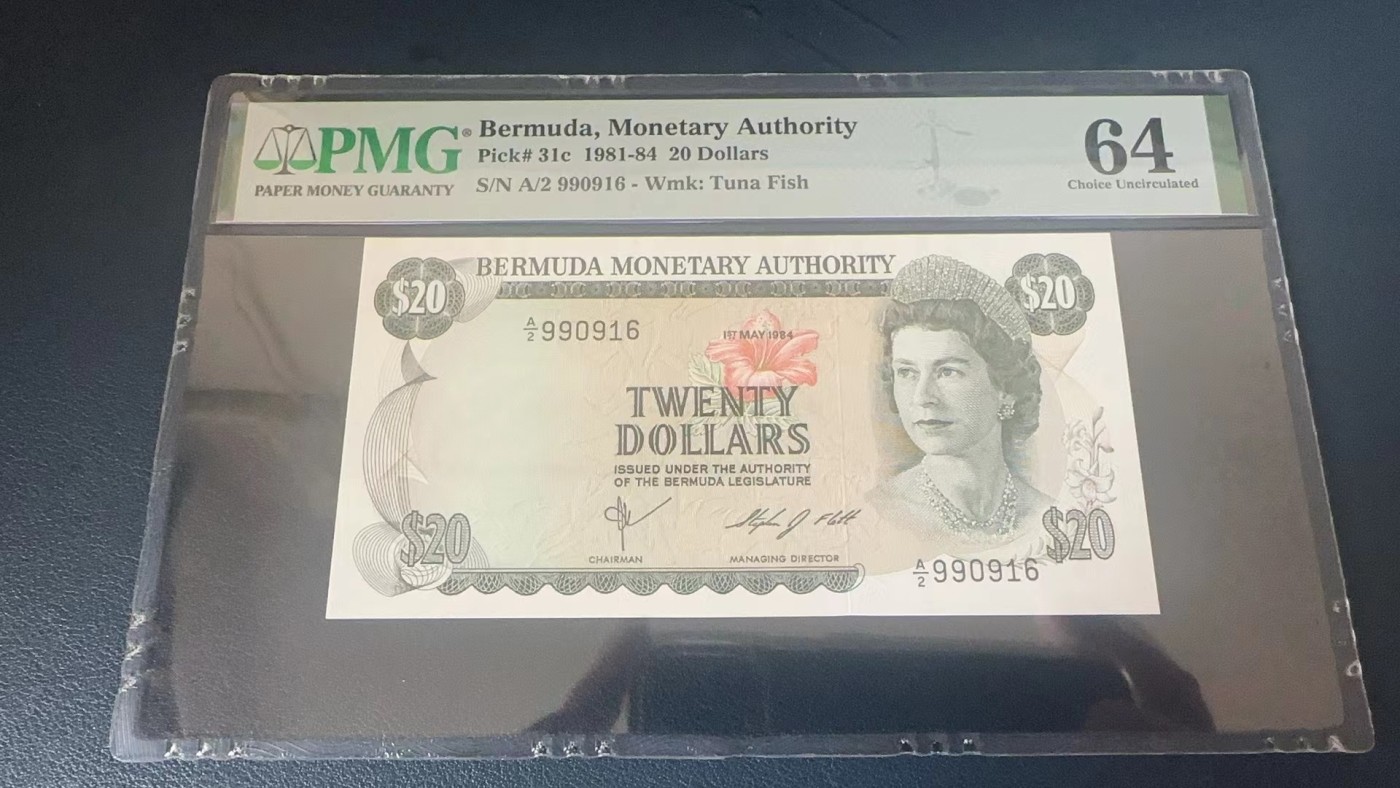 PMG®
PAPER MONEY GUARANTY
Bermuda, Monetary Authority
Pick# 31c 1981-84 20 Dollars
S/N A/2 990916 - Wmk: Tuna Fish
64
Choice Uncirculated
BERMUDA MONETARY AUTHORITY
$20
$20
A/2 990916
1ST MAY 1984
TWENTY
DOLLARS
ISSUED UNDER THE AUTHORITY
OF THE BERMUDA LEGISLATURE
CHAIRMAN
MANAGING DIRECTOR
$20
$20
A/2 990916